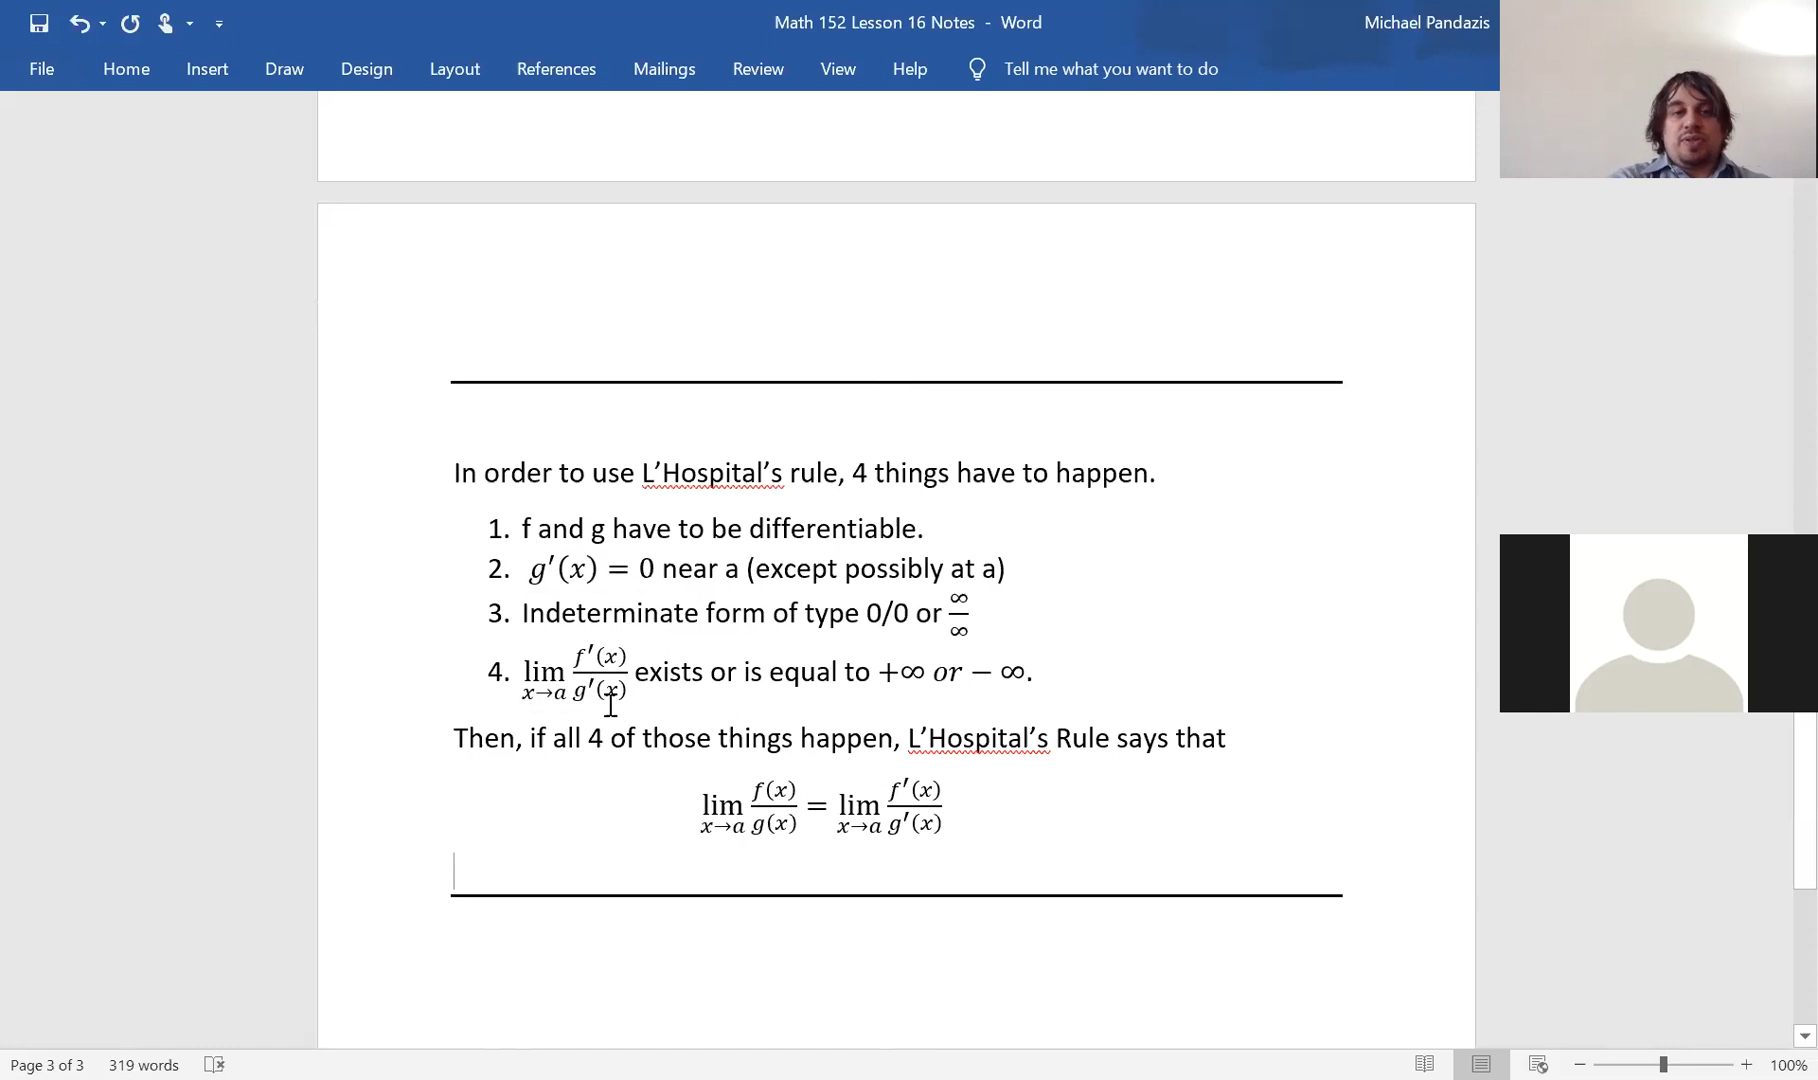 Math 152 Lesson 16 Notes - Word
Michael Pandazis
File Home Insert Draw Design Layout References Mailings Review View Help Tell me what you want to do
In order to use L’Hospital’s rule, 4 things have to happen.
1. f and g have to be differentiable.
2. g′(x) = 0 near a (except possibly at a)
3. Indeterminate form of type 0/0 or ∞/∞
4. lim x→a f′(x)/g′(x) exists or is equal to +∞ or − ∞.
Then, if all 4 of those things happen, L’Hospital’s Rule says that
lim x→a f(x)/g(x) = lim x→a f′(x)/g′(x)
Page 3 of 3 319 words 100%